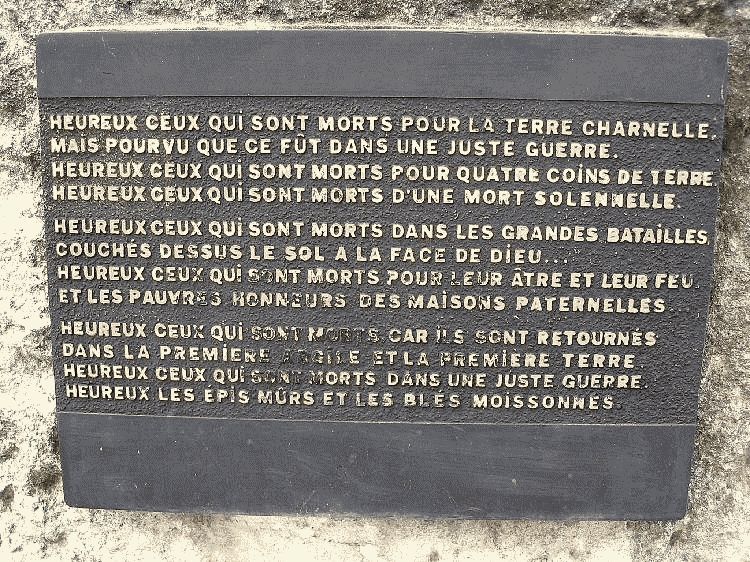 HEUREUX CEUX QUI SONT MORTS POUR LA TERRE CHARNELLE,
MAIS POURVU QUE CE FÛT DANS UNE JUSTE GUERRE.
HEUREUX CEUX QUI SONT MORTS POUR QUATRE COINS DE TERRE.
HEUREUX CEUX QUI SONT MORTS D'UNE MORT SOLENNELLE.
HEUREUX CEUX QUI SONT MORTS DANS LES GRANDES BATAILLES,
COUCHÉS DESSUS LE SOL A LA FACE DE DIEU...
HEUREUX CEUX QUI SONT MORTS POUR LEUR ÂTRE ET LEUR FEU
ET LES PAUVRES HONNEURS DES MAISONS PATERNELLES.
HEUREUX CEUX QUI SONT MORTS, CAR ILS SONT RETOURNÉS
DANS LA PREMIÈRE ARGILE ET LA PREMIÈRE TERRE.
HEUREUX CEUX QUI SONT MORTS DANS UNE JUSTE GUERRE.
HEUREUX LES ÉPIS MÛRS ET LES BLÉS MOISSONNÉS.